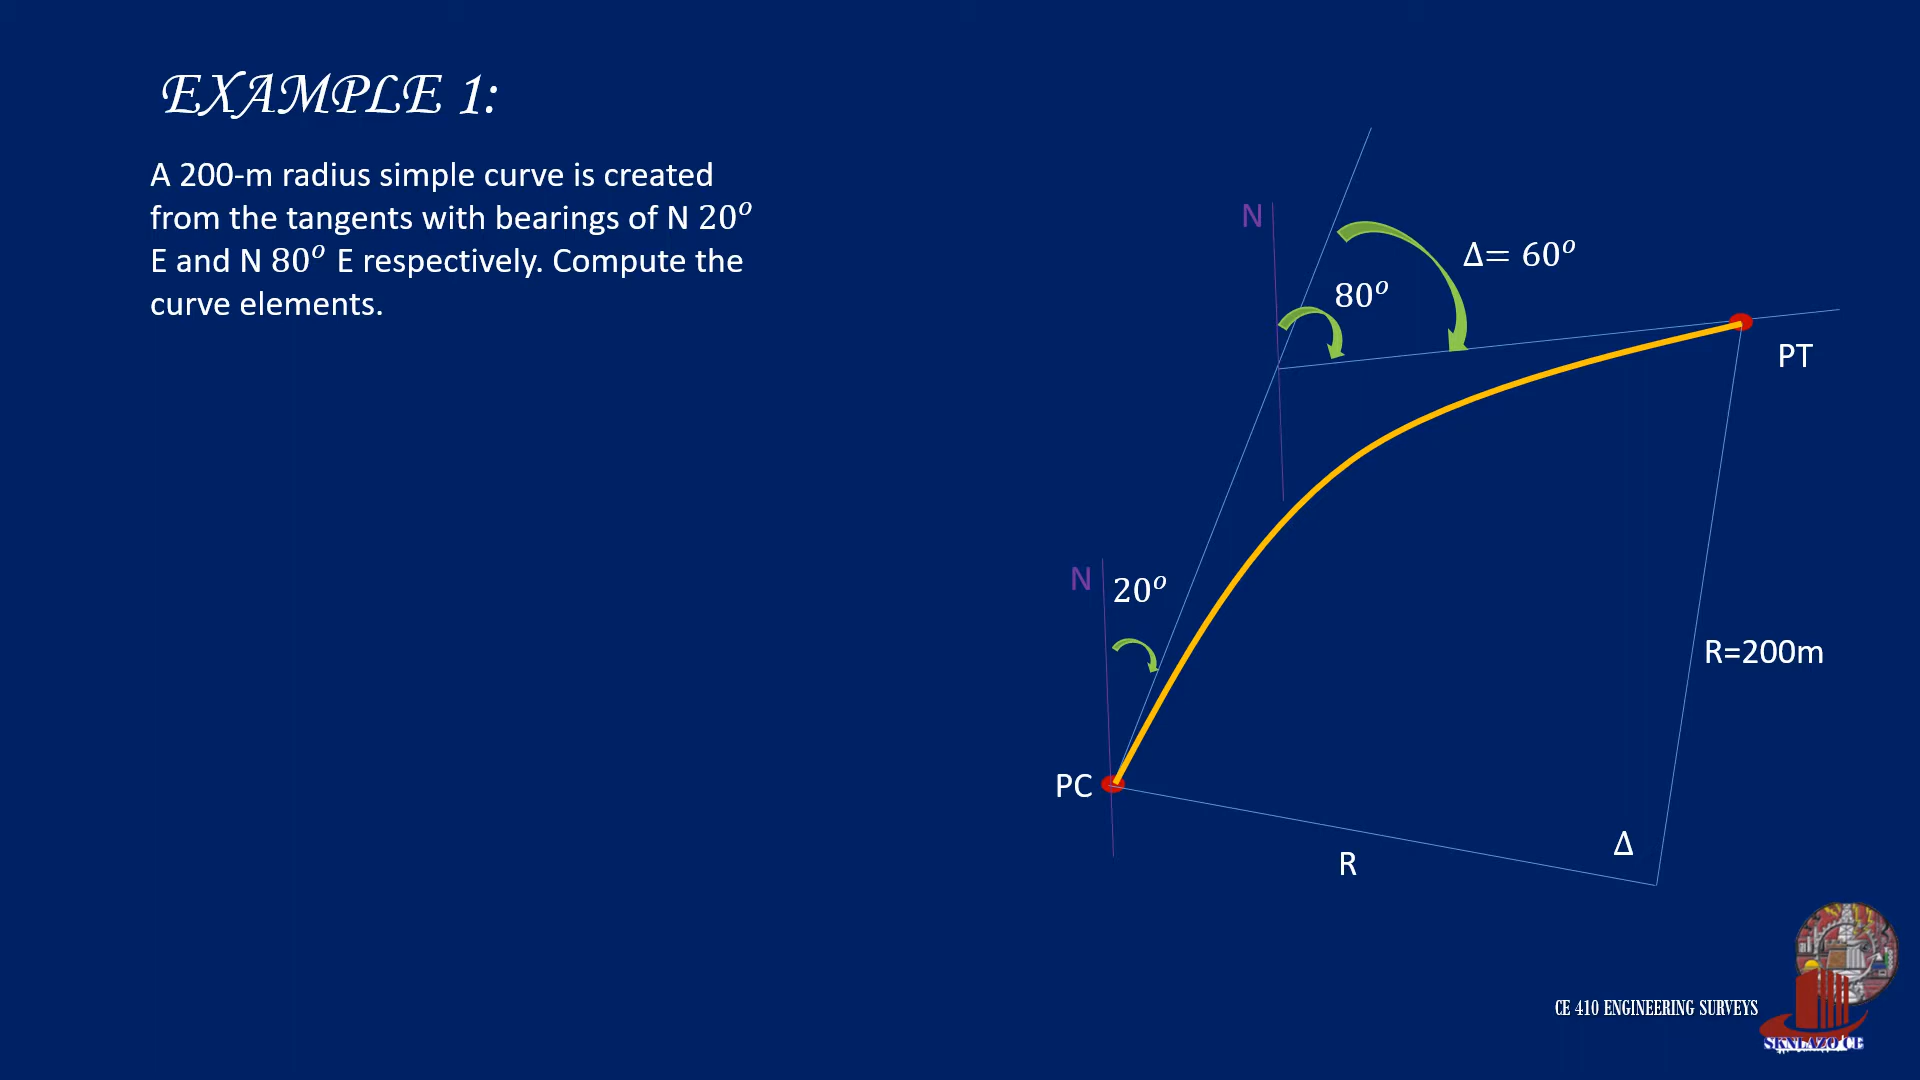 EXAMPLE 1:
A 200-m radius simple curve is created
from the tangents with bearings of N 20°
E and N 80° E respectively. Compute the
curve elements.
N
Δ= 60°
80°
PT
N
20°
R=200m
PC
Δ
R
CE 410 ENGINEERING SURVEYS